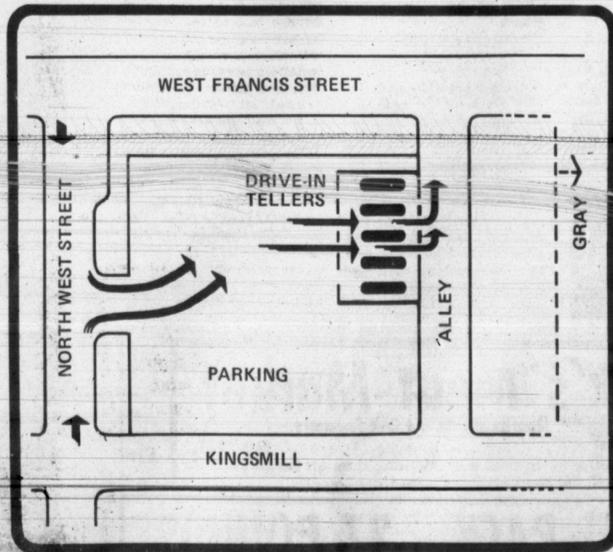 WEST FRANCIS STREET
DRIVE-IN
TELLERS
NORTH WEST STREET
GRAY
ALLEY
PARKING
KINGSMILL